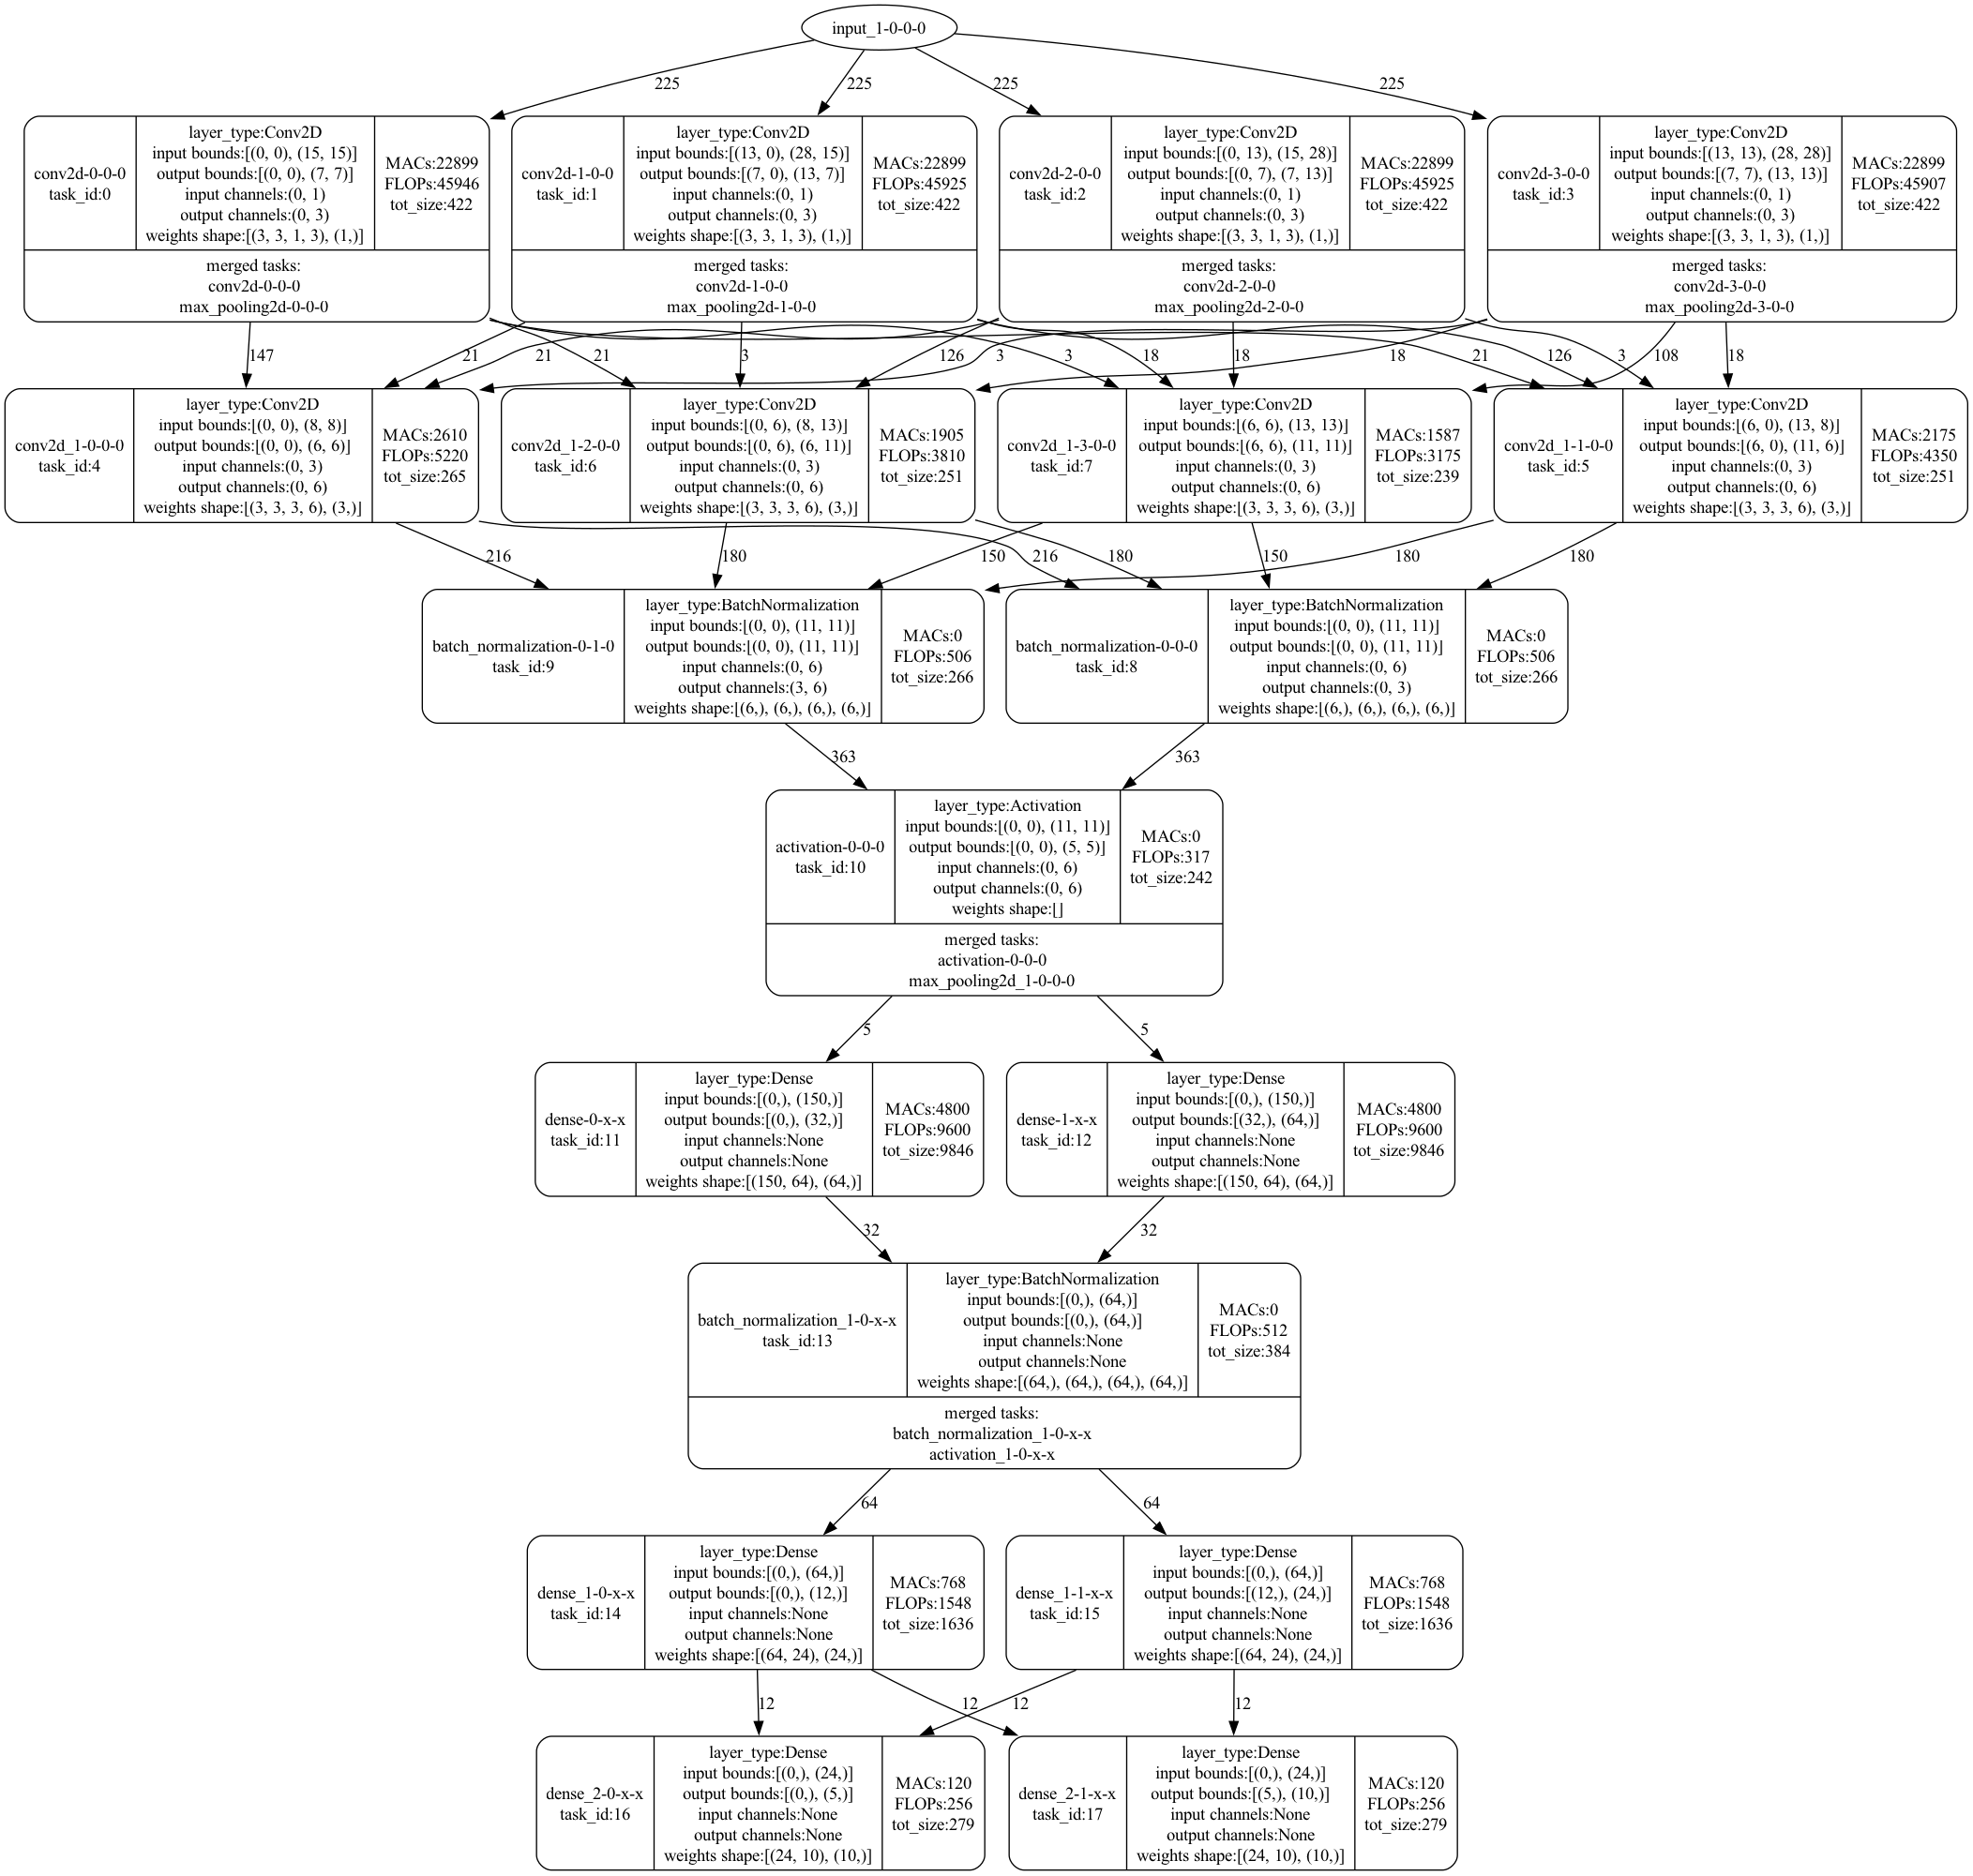 input_1-0-0-0
225
225
225
225
conv2d-0-0-0
task_id:0
layer_type:Conv2D
input bounds:[(0, 0), (15, 15)]
output bounds:[(0, 0), (7, 7)]
input channels:(0, 1)
output channels:(0, 3)
weights shape:[(3, 3, 1, 3), (1,)]
MACs:22899
FLOPs:45946
tot_size:422
merged tasks:
conv2d-0-0-0
max_pooling2d-0-0-0
conv2d-1-0-0
task_id:1
layer_type:Conv2D
input bounds:[(13, 0), (28, 15)]
output bounds:[(7, 0), (13, 7)]
input channels:(0, 1)
output channels:(0, 3)
weights shape:[(3, 3, 1, 3), (1,)]
MACs:22899
FLOPs:45925
tot_size:422
merged tasks:
conv2d-1-0-0
max_pooling2d-1-0-0
conv2d-2-0-0
task_id:2
layer_type:Conv2D
input bounds:[(0, 13), (15, 28)]
output bounds:[(0, 7), (7, 13)]
input channels:(0, 1)
output channels:(0, 3)
weights shape:[(3, 3, 1, 3), (1,)]
MACs:22899
FLOPs:45925
tot_size:422
merged tasks:
conv2d-2-0-0
max_pooling2d-2-0-0
conv2d-3-0-0
task_id:3
layer_type:Conv2D
input bounds:[(13, 13), (28, 28)]
output bounds:[(7, 7), (13, 13)]
input channels:(0, 1)
output channels:(0, 3)
weights shape:[(3, 3, 1, 3), (1,)]
MACs:22899
FLOPs:45907
tot_size:422
merged tasks:
conv2d-3-0-0
max_pooling2d-3-0-0
147
21
21
21
3
126
3
3
18
18
18
21
126
3
108
18
conv2d_1-0-0-0
task_id:4
layer_type:Conv2D
input bounds:[(0, 0), (8, 8)]
output bounds:[(0, 0), (6, 6)]
input channels:(0, 3)
output channels:(0, 6)
weights shape:[(3, 3, 3, 6), (3,)]
MACs:2610
FLOPs:5220
tot_size:265
conv2d_1-2-0-0
task_id:6
layer_type:Conv2D
input bounds:[(0, 6), (8, 13)]
output bounds:[(0, 6), (6, 11)]
input channels:(0, 3)
output channels:(0, 6)
weights shape:[(3, 3, 3, 6), (3,)]
MACs:1905
FLOPs:3810
tot_size:251
conv2d_1-3-0-0
task_id:7
layer_type:Conv2D
input bounds:[(6, 6), (13, 13)]
output bounds:[(6, 6), (11, 11)]
input channels:(0, 3)
output channels:(0, 6)
weights shape:[(3, 3, 3, 6), (3,)]
MACs:1587
FLOPs:3175
tot_size:239
conv2d_1-1-0-0
task_id:5
layer_type:Conv2D
input bounds:[(6, 0), (13, 8)]
output bounds:[(6, 0), (11, 6)]
input channels:(0, 3)
output channels:(0, 6)
weights shape:[(3, 3, 3, 6), (3,)]
MACs:2175
FLOPs:4350
tot_size:251
216
180
150
216
180
150
180
180
batch_normalization-0-1-0
task_id:9
layer_type:BatchNormalization
input bounds:[(0, 0), (11, 11)]
output bounds:[(0, 0), (11, 11)]
input channels:(0, 6)
output channels:(3, 6)
weights shape:[(6,), (6,), (6,), (6,)]
MACs:0
FLOPs:506
tot_size:266
batch_normalization-0-0-0
task_id:8
layer_type:BatchNormalization
input bounds:[(0, 0), (11, 11)]
output bounds:[(0, 0), (11, 11)]
input channels:(0, 6)
output channels:(0, 3)
weights shape:[(6,), (6,), (6,), (6,)]
MACs:0
FLOPs:506
tot_size:266
363
363
activation-0-0-0
task_id:10
layer_type:Activation
input bounds:[(0, 0), (11, 11)]
output bounds:[(0, 0), (5, 5)]
input channels:(0, 6)
output channels:(0, 6)
weights shape:[]
MACs:0
FLOPs:317
tot_size:242
merged tasks:
activation-0-0-0
max_pooling2d_1-0-0-0
5
5
dense-0-x-x
task_id:11
layer_type:Dense
input bounds:[(0,), (150,)]
output bounds:[(0,), (32,)]
input channels:None
output channels:None
weights shape:[(150, 64), (64,)]
MACs:4800
FLOPs:9600
tot_size:9846
dense-1-x-x
task_id:12
layer_type:Dense
input bounds:[(0,), (150,)]
output bounds:[(32,), (64,)]
input channels:None
output channels:None
weights shape:[(150, 64), (64,)]
MACs:4800
FLOPs:9600
tot_size:9846
32
32
batch_normalization_1-0-x-x
task_id:13
layer_type:BatchNormalization
input bounds:[(0,), (64,)]
output bounds:[(0,), (64,)]
input channels:None
output channels:None
weights shape:[(64,), (64,), (64,), (64,)]
MACs:0
FLOPs:512
tot_size:384
merged tasks:
batch_normalization_1-0-x-x
activation_1-0-x-x
64
64
dense_1-0-x-x
task_id:14
layer_type:Dense
input bounds:[(0,), (64,)]
output bounds:[(0,), (12,)]
input channels:None
output channels:None
weights shape:[(64, 24), (24,)]
MACs:768
FLOPs:1548
tot_size:1636
dense_1-1-x-x
task_id:15
layer_type:Dense
input bounds:[(0,), (64,)]
output bounds:[(12,), (24,)]
input channels:None
output channels:None
weights shape:[(64, 24), (24,)]
MACs:768
FLOPs:1548
tot_size:1636
12
12
12
12
dense_2-0-x-x
task_id:16
layer_type:Dense
input bounds:[(0,), (24,)]
output bounds:[(0,), (5,)]
input channels:None
output channels:None
weights shape:[(24, 10), (10,)]
MACs:120
FLOPs:256
tot_size:279
dense_2-1-x-x
task_id:17
layer_type:Dense
input bounds:[(0,), (24,)]
output bounds:[(5,), (10,)]
input channels:None
output channels:None
weights shape:[(24, 10), (10,)]
MACs:120
FLOPs:256
tot_size:279